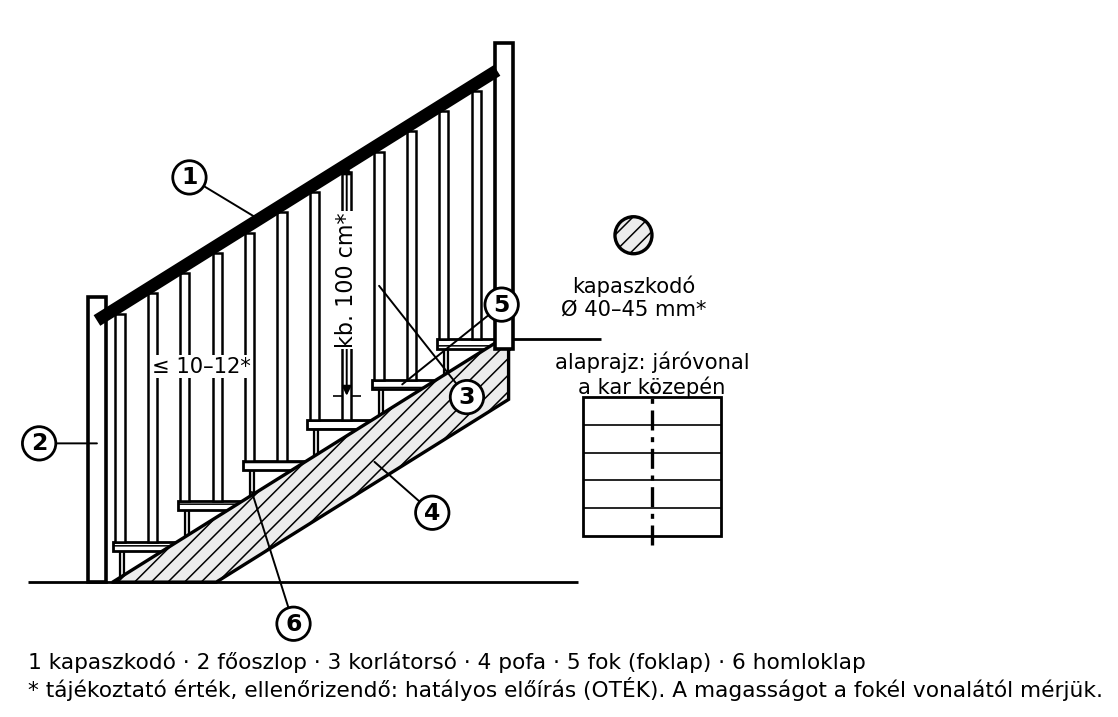 1
kb. 100 cm*
kapaszkodó
Ø 40–45 mm*
5
≤ 10–12*
alaprajz: járóvonal
a kar közepén
3
2
4
6
1 kapaszkodó · 2 főoszlop · 3 korlátorsó · 4 pofa · 5 fok (foklap) · 6 homloklap
* tájékoztató érték, ellenőrizendő: hatályos előírás (OTÉK). A magasságot a fokél vonalától mérjük.